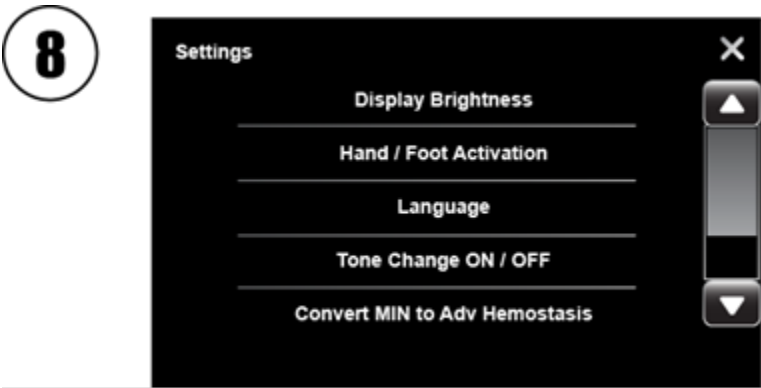 8
Settings
Display Brightness
Hand / Foot Activation
Language
Tone Change ON / OFF
Convert MIN to Adv Hemostasis